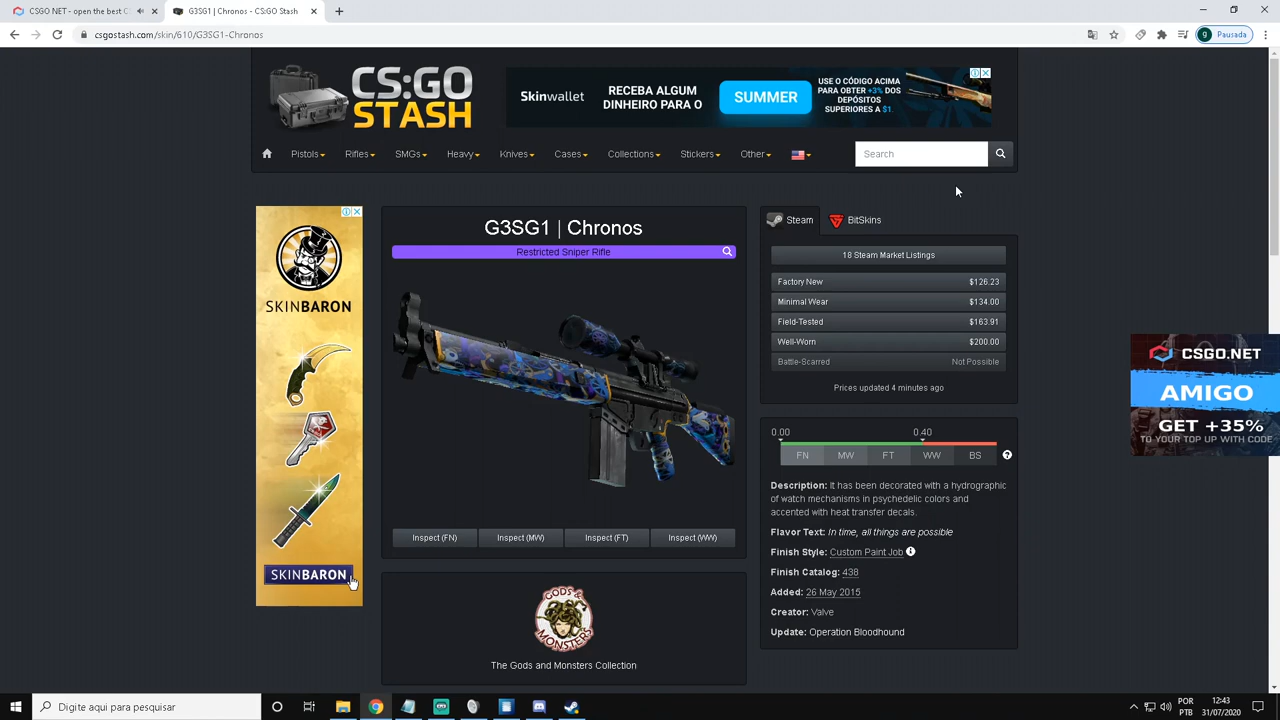 CSGO NET - open the best C
G3SG1 | Chronos - CS:GO Stash
csgostash.com/skin/610/G3SG1-Chronos
g
Pausada
CS:GO
STASH
Skinwallet
RECEBA ALGUM
DINHEIRO PARA O
SUMMER
USE O CÓDIGO ACIMA
PARA OBTER +3% DOS
DEPÓSITOS
SUPERIORES A $1.
Pistols Rifles SMGs Heavy Knives Cases Collections Stickers Other
Search
SKINBARON
SKINBARON
G3SG1 | Chronos
Restricted Sniper Rifle
Inspect (FN) Inspect (MW) Inspect (FT) Inspect (WW)
GODS &
MONSTERS
The Gods and Monsters Collection
Steam BitSkins
18 Steam Market Listings
Factory New $126.23
Minimal Wear $134.00
Field-Tested $163.91
Well-Worn $200.00
Battle-Scarred Not Possible
Prices updated 4 minutes ago
0.00 0.40
FN MW FT WW BS
Description: It has been decorated with a hydrographic
of watch mechanisms in psychedelic colors and
accented with heat transfer decals.
Flavor Text: In time, all things are possible
Finish Style: Custom Paint Job
Finish Catalog: 438
Added: 26 May 2015
Creator: Valve
Update: Operation Bloodhound
CSGO.NET
AMIGO
GET +35%
TO YOUR TOP UP WITH CODE
Digite aqui para pesquisar
POR
PTB
12:43
31/07/2020